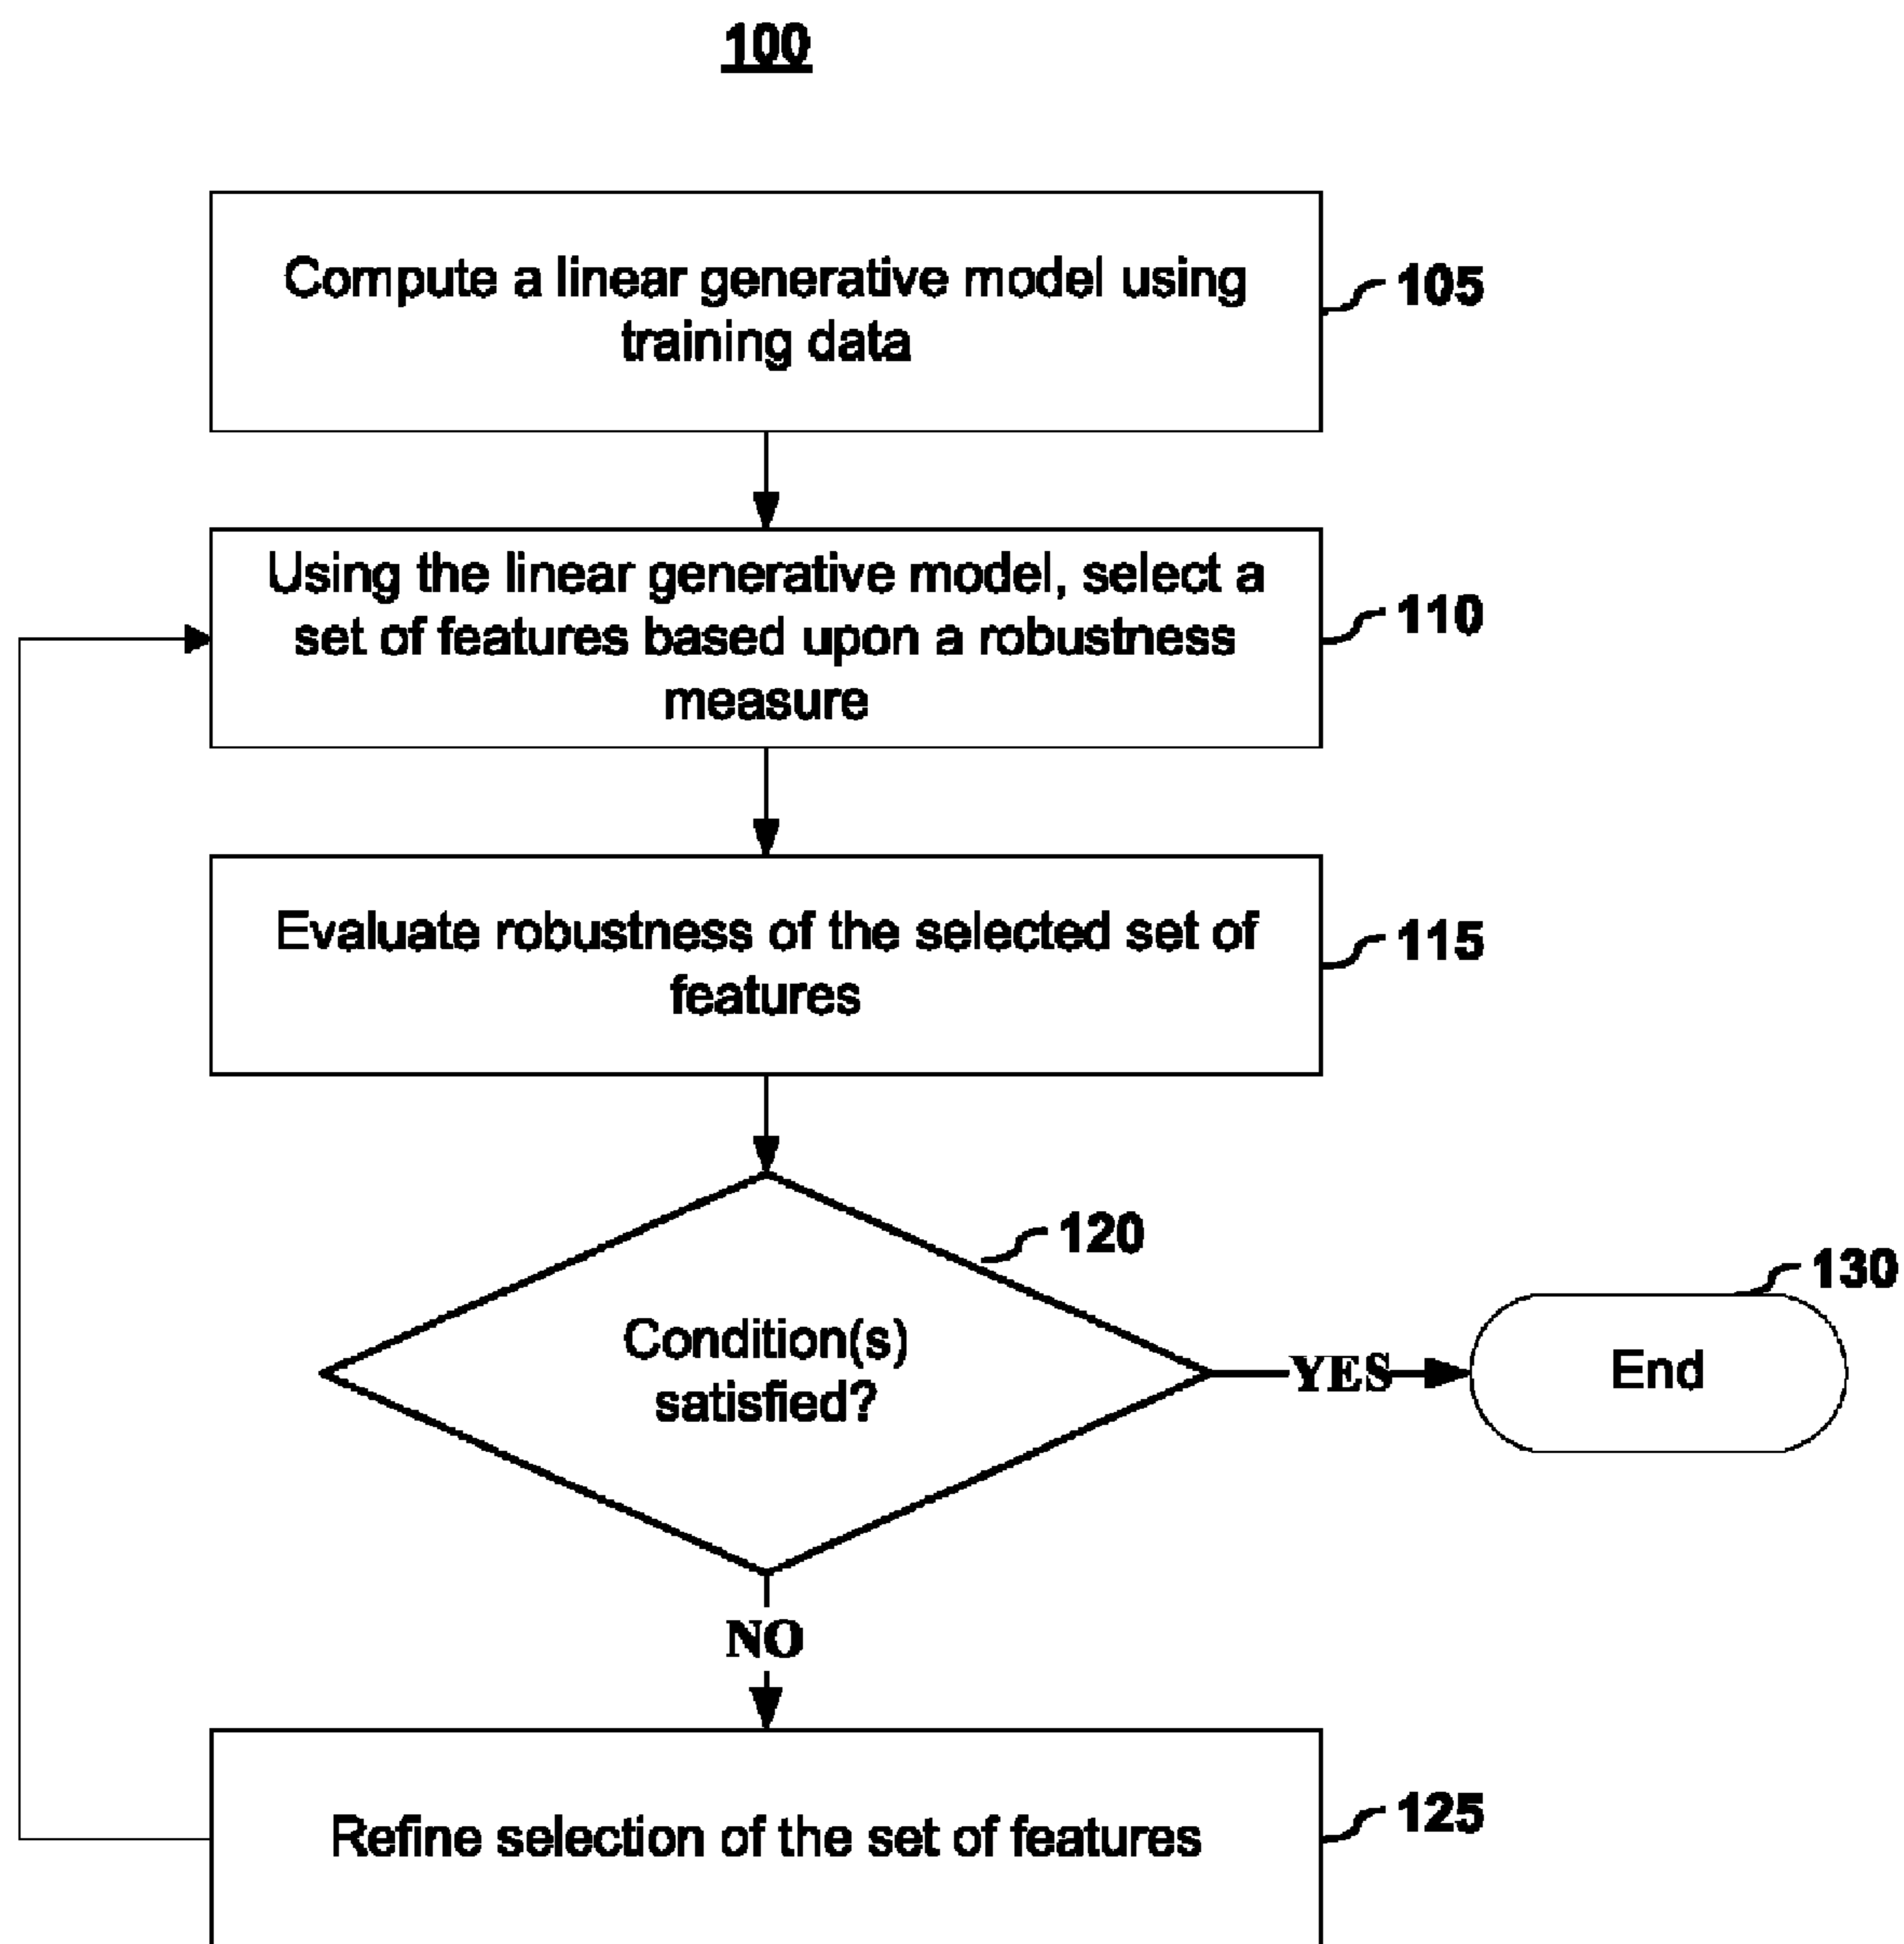 100
Compute a linear generative model using
training data
105
Using the linear generative model, select a
set of features based upon a robustness
measure
110
Evaluate robustness of the selected set of
features
115
120
Condition(s)
satisfied?
YES
130
End
NO
Refine selection of the set of features
125